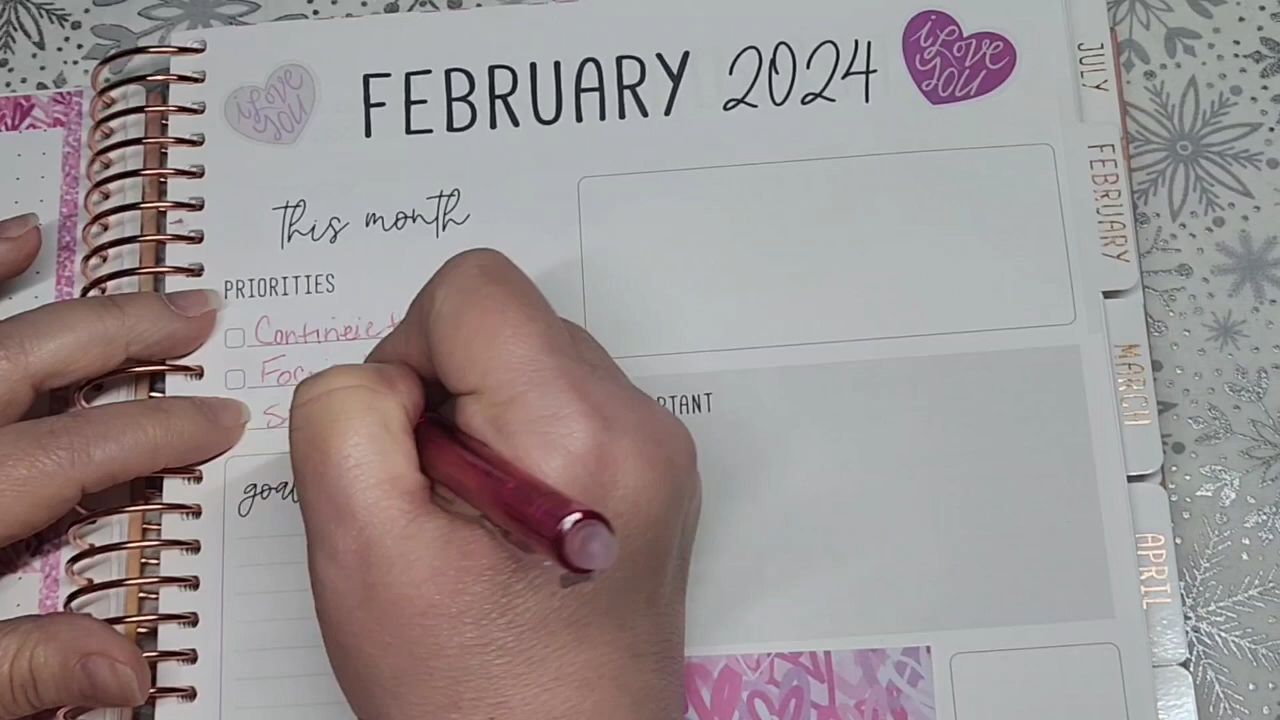 i love you
FEBRUARY 2024
i love you
this month
PRIORITIES
JULY
FEBRUARY
MARCH
APRIL